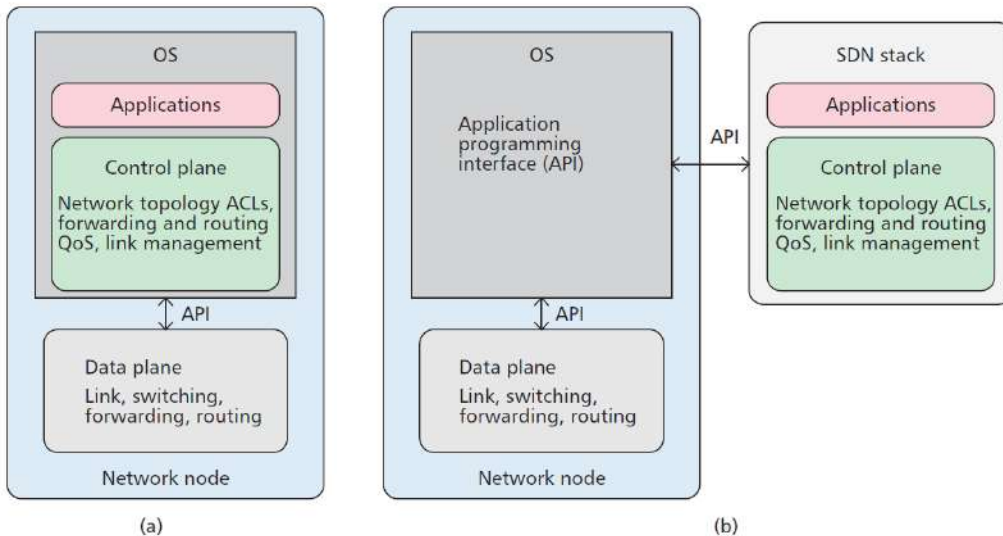 OS
Applications
Control plane
Network topology ACLs,
forwarding and routing
QoS, link management
API
Data plane
Link, switching,
forwarding, routing
Network node
(a)
OS
Application
programming
interface (API)
API
Data plane
Link, switching,
forwarding, routing
Network node
API
SDN stack
Applications
Control plane
Network topology ACLs,
forwarding and routing
QoS, link management
(b)